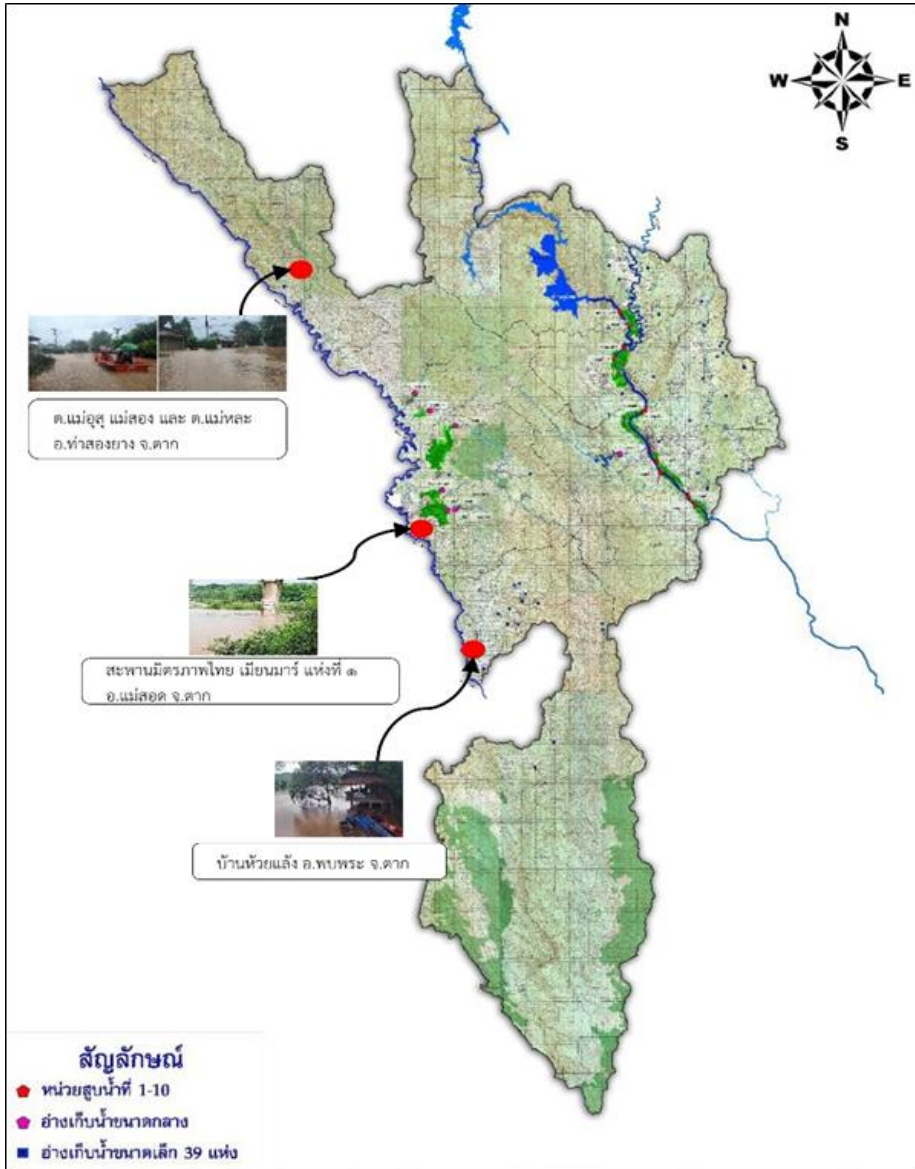 N
W E
S
ต.แม่อุสุ แม่สอง และ ต.แม่หละ
อ.ท่าสองยาง จ.ตาก
สะพานมิตรภาพไทย เมียนมาร์ แห่งที่ ๑
อ.แม่สอด จ.ตาก
บ้านห้วยแล้ง อ.พบพระ จ.ตาก
สัญลักษณ์
หน่วยสูบน้ำที่ 1-10
อ่างเก็บน้ำขนาดกลาง
อ่างเก็บน้ำขนาดเล็ก 39 แห่ง